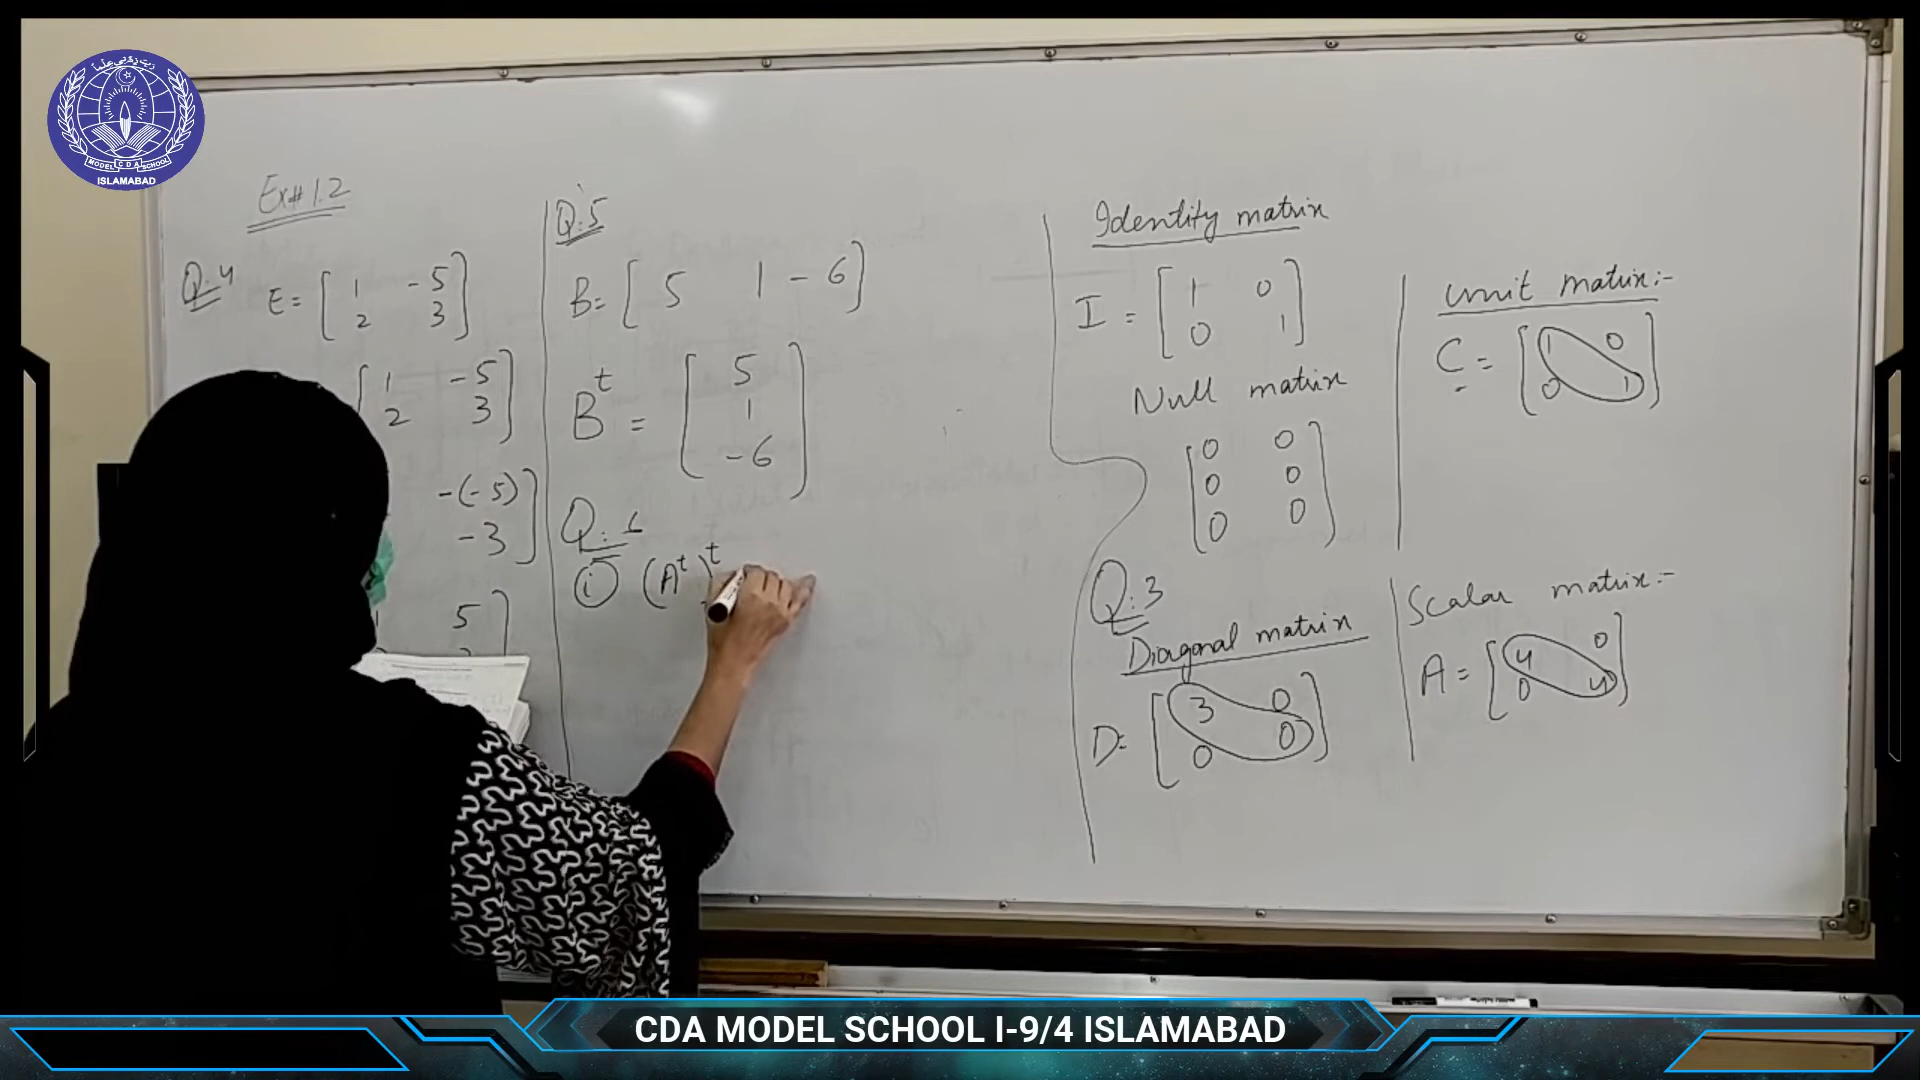 MODEL CDA SCHOOL
ISLAMABAD
Ex# 1.2
Q.4
E = [ 1 -5
2 3 ]
[ 1 -5
2 3 ]
-(-5)
-3 ]
5
Q.5
B = [ 5 1 -6 ]
B^t = [ 5
1
-6 ]
Q.6
(i) (A^t)^t
Identity matrix
I = [ 1 0
0 1 ]
Null matrix
[ 0 0
0 0
0 0 ]
Q.3
Diagonal matrix
D = [ 3 0
0 0 ]
unit matrix:-
C = [ 1 0
0 1 ]
Scalar matrix:-
A = [ 4 0
0 4 ]
CDA MODEL SCHOOL I-9/4 ISLAMABAD